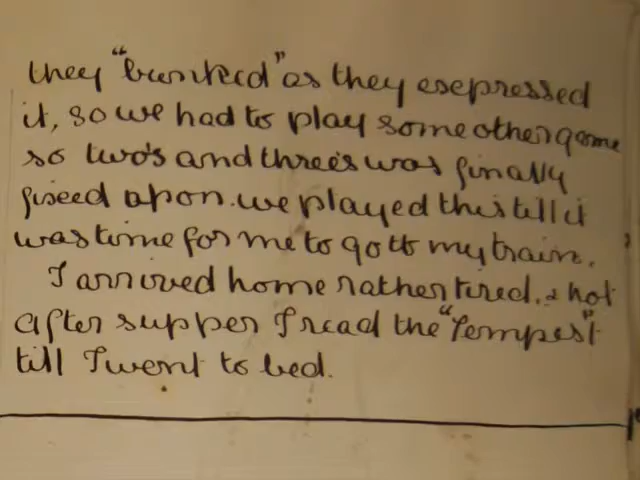 they "bunked" as they expressed
it, so we had to play some other game
so two's and three's was finally
fixed upon. we played this till it
was time for me to go to my train.
I arrived home rather tired. & hot
after supper I read the "Tempest"
till I went to bed.